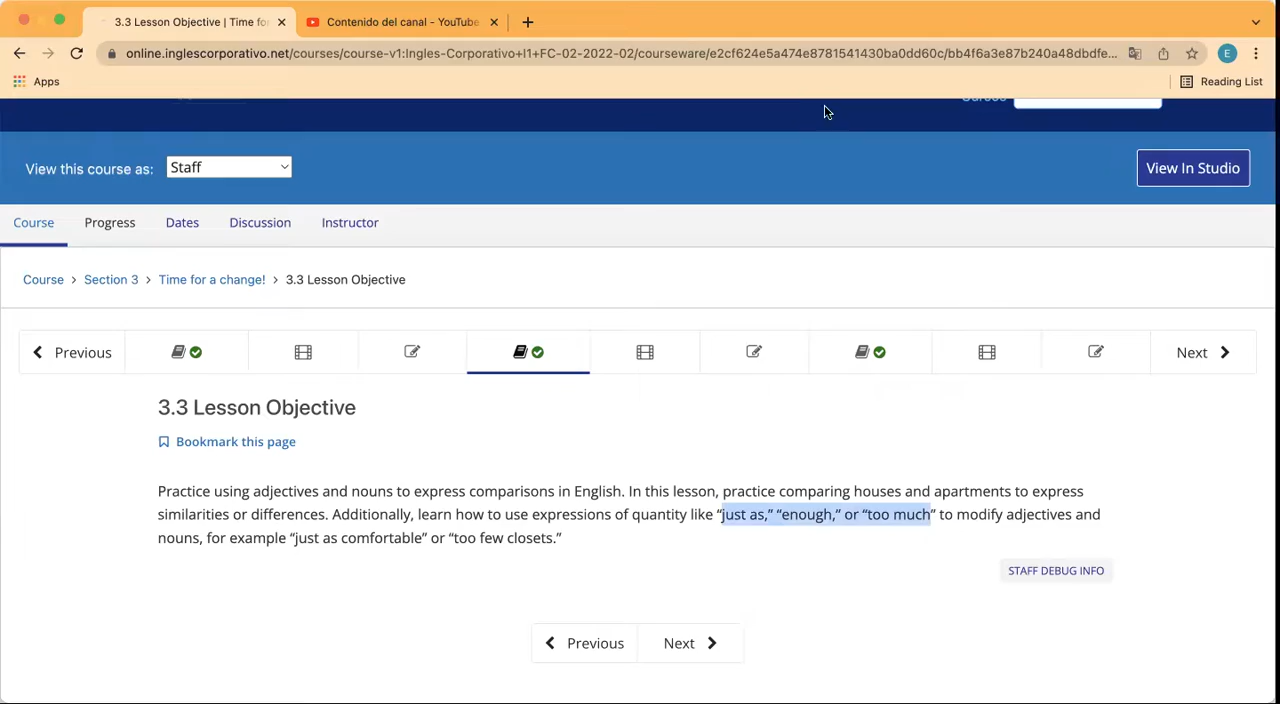 3.3 Lesson Objective | Time fo
Contenido del canal - YouTube
online.inglescorporativo.net/courses/course-v1:Ingles-Corporativo+I1+FC-02-2022-02/courseware/e2cf624e5a474e8781541430ba0dd60c/bb4f6a3e87b240a48dbdfe...
E
Apps
Reading List
Courses
View this course as:
Staff
View In Studio
Course
Progress
Dates
Discussion
Instructor
Course > Section 3 > Time for a change! > 3.3 Lesson Objective
Previous
Next
3.3 Lesson Objective
Bookmark this page
Practice using adjectives and nouns to express comparisons in English. In this lesson, practice comparing houses and apartments to express
similarities or differences. Additionally, learn how to use expressions of quantity like “just as,” “enough,” or “too much” to modify adjectives and
nouns, for example “just as comfortable” or “too few closets.”
STAFF DEBUG INFO
Previous
Next